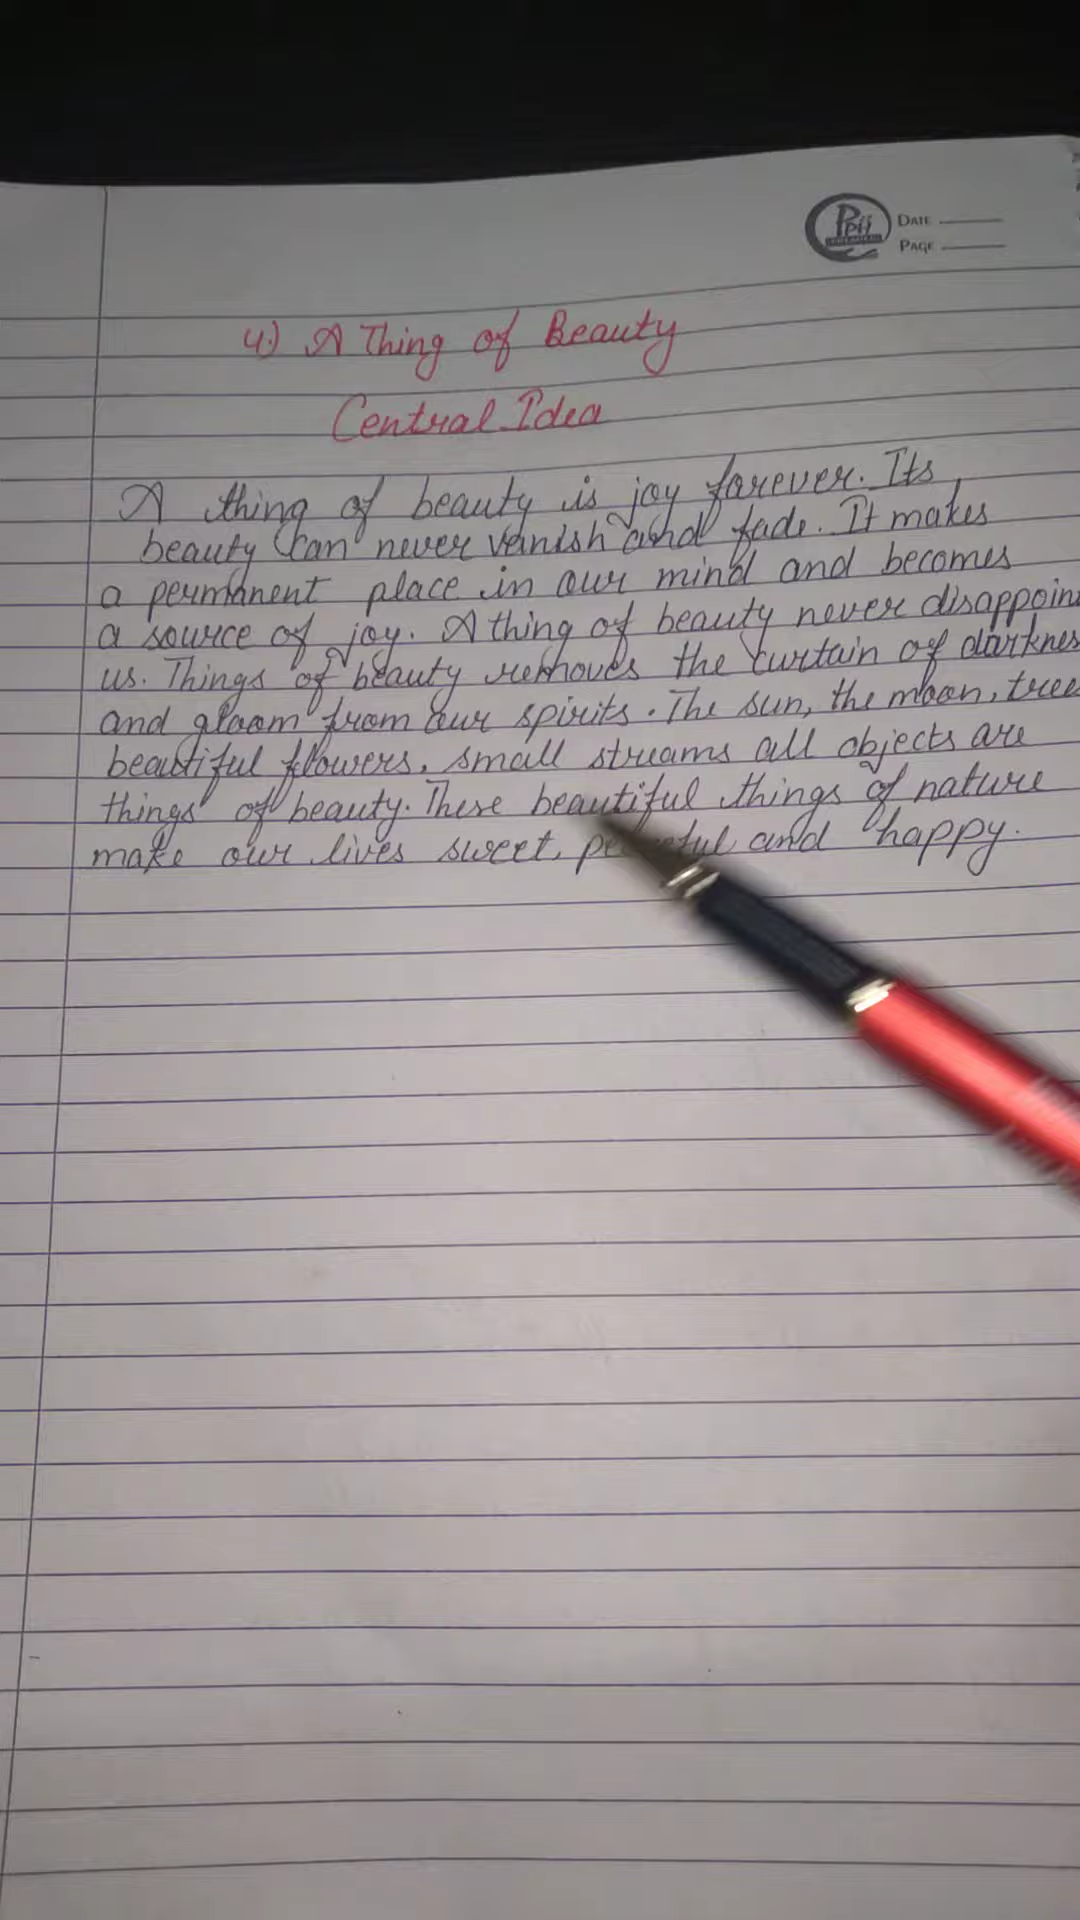 Ppii
DATE
PAGE
4.) A Thing of Beauty
Central Idea
A thing of beauty is joy forever. Its
beauty can never vanish and fade. It makes
a permanent place in our mind and becomes
a source of joy. A thing of beauty never disappoin
us. Things of beauty removes the curtain of darknes
and gloom from our spirits. The sun, the moon, tree
beautiful flowers, small streams all objects are
things of beauty. These beautiful things of nature
make our lives sweet, and happy.